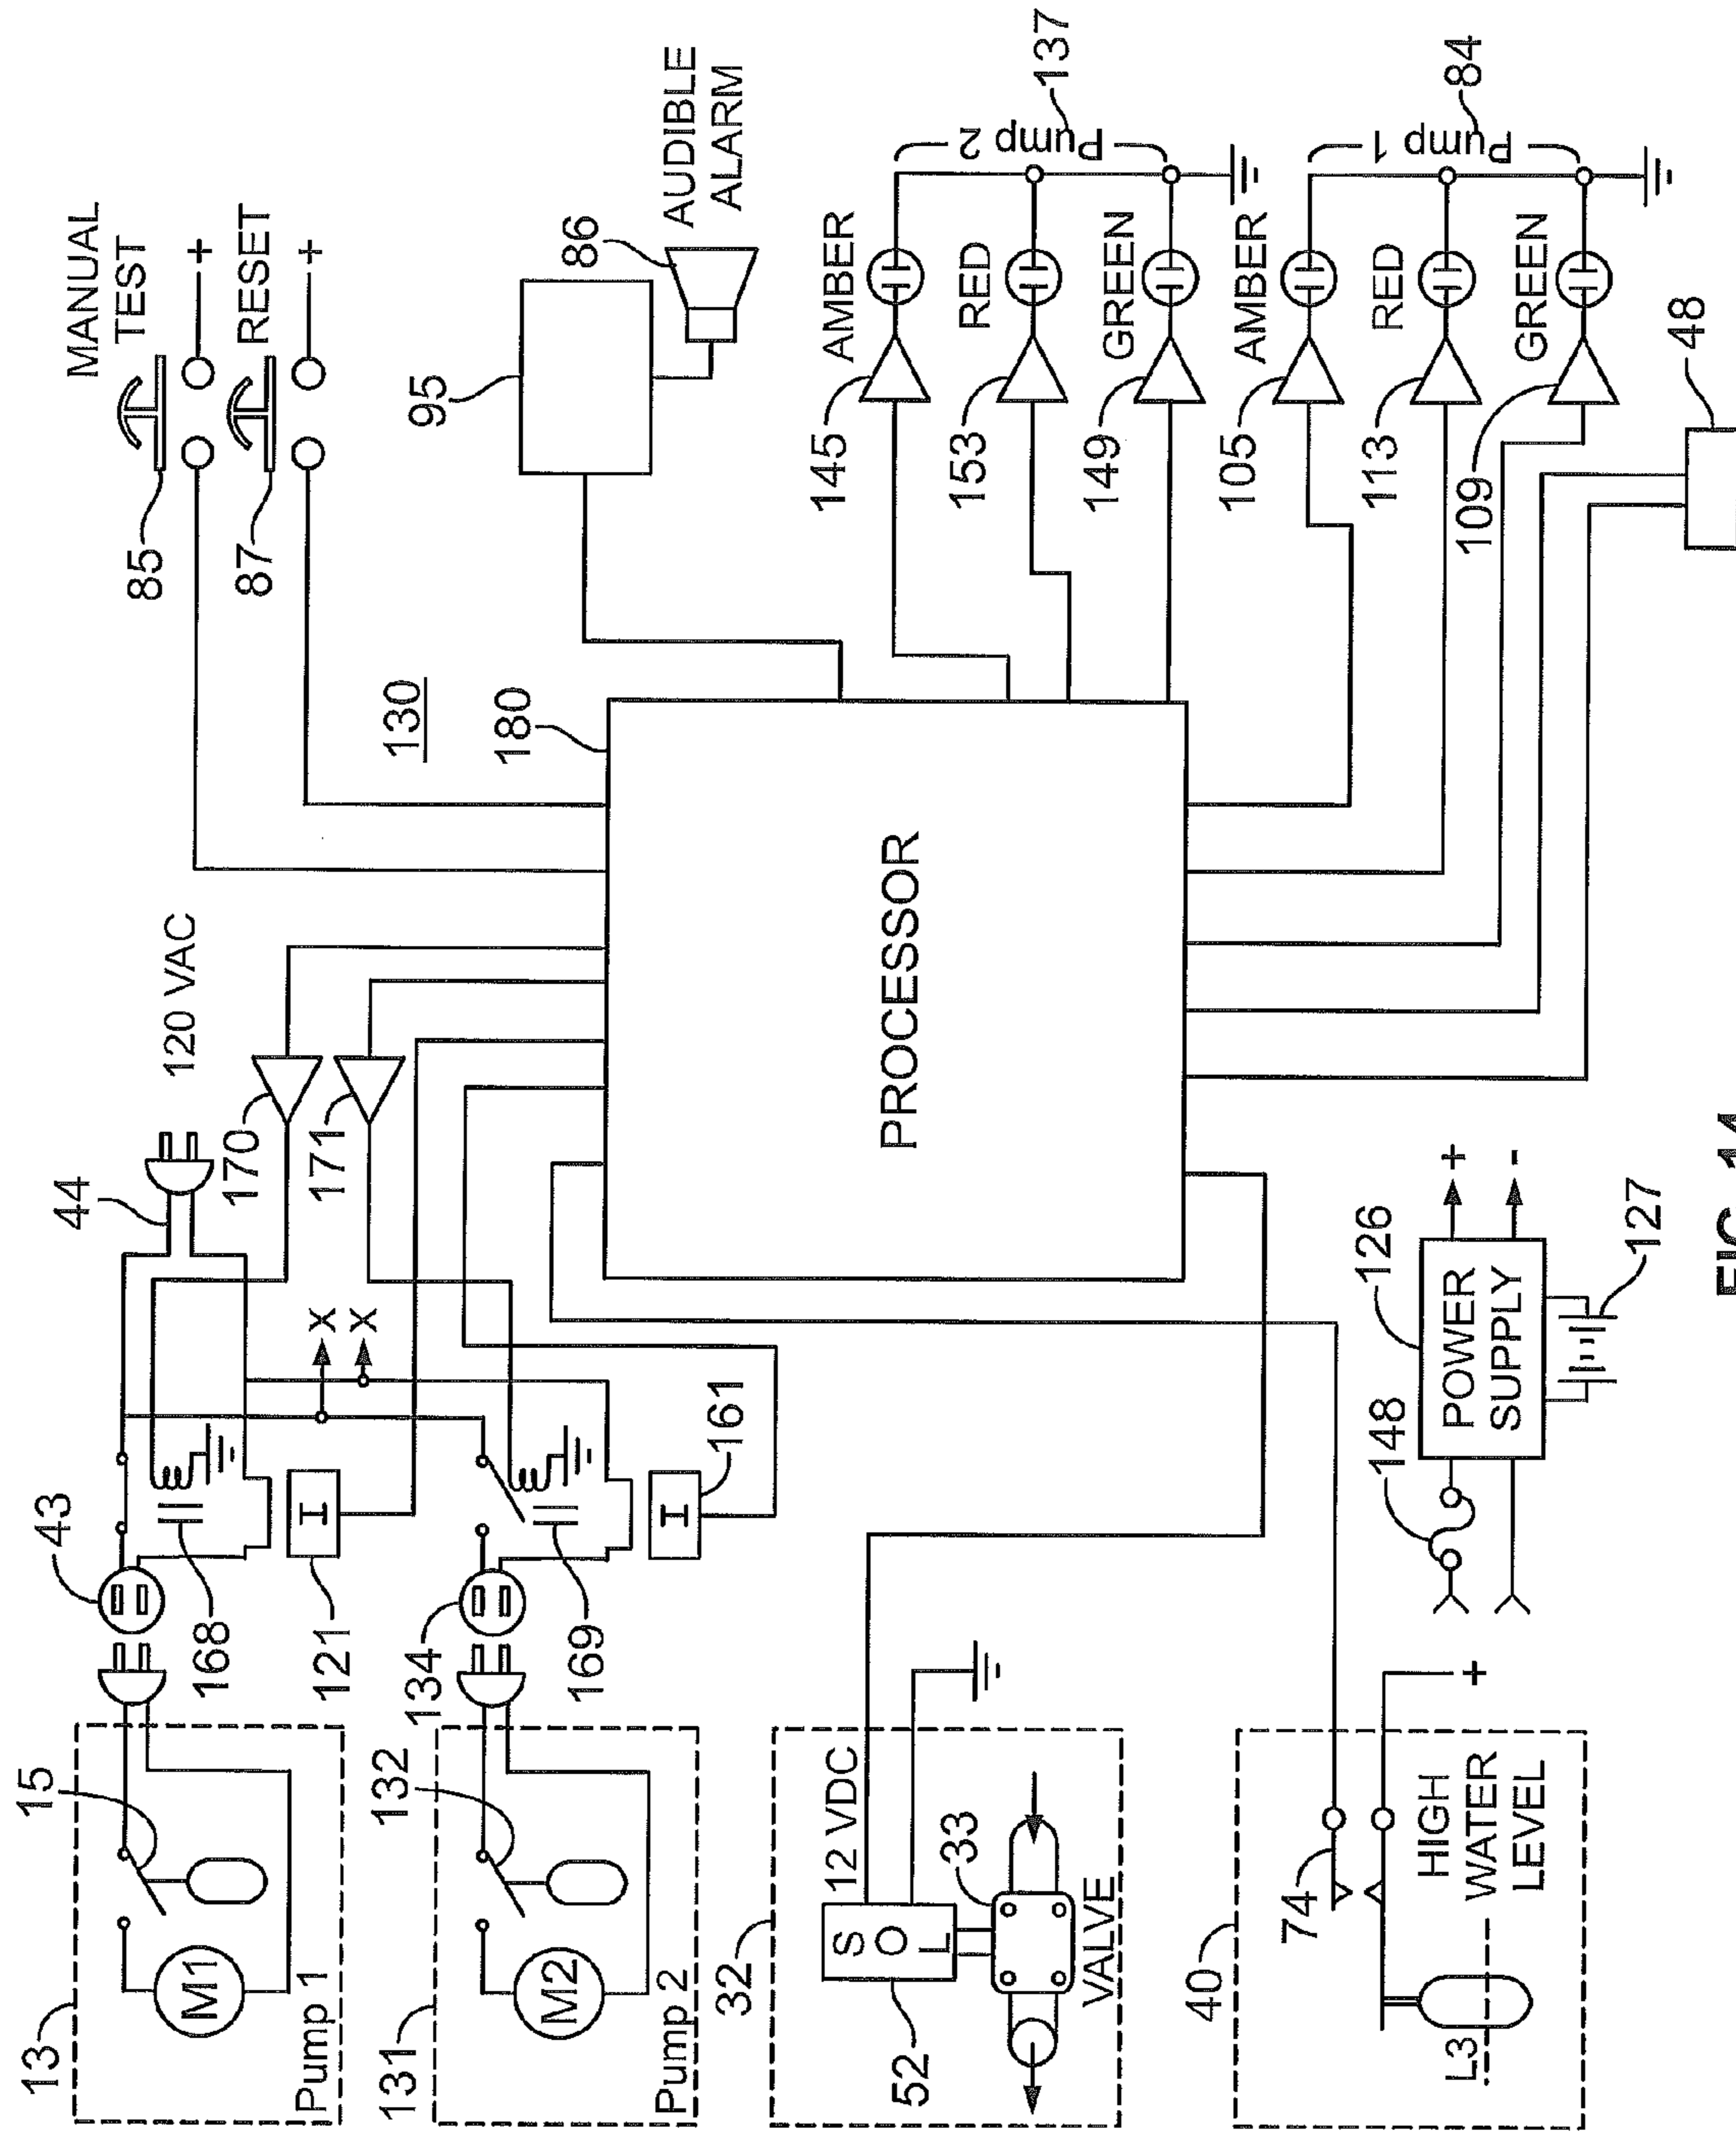 MANUAL
TEST
85
+
RESET
87
+
120 VAC
44
43
170
171
168
X
X
121
15
M1
13
Pump 1
95
86
AUDIBLE
ALARM
130
180
PROCESSOR
134
132
169
I
I
161
M2
131
Pump 2
AMBER
145
RED
153
GREEN
149
Pump 2
137
AMBER
105
RED
113
GREEN
109
Pump 1
84
48
12 VDC
SOL
33
VALVE
32
52
74
40
HIGH
WATER
LEVEL
L3
+
148
126
POWER
SUPPLY
+
-
127
FIG. 14